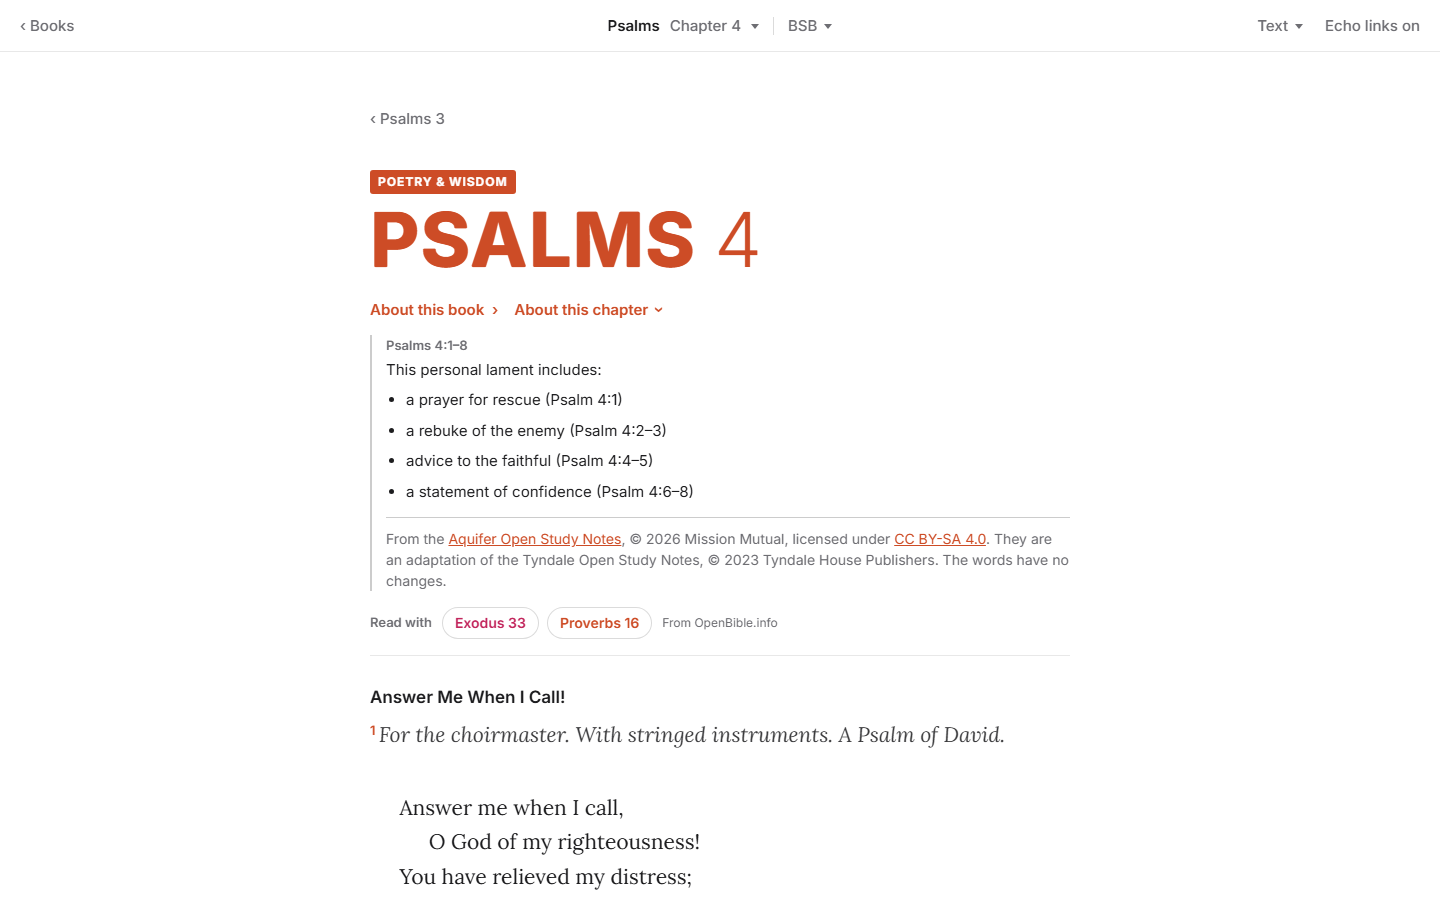 ‹ Books
Psalms Chapter 4
BSB
Text
Echo links on
‹ Psalms 3
POETRY & WISDOM
PSALMS 4
About this book ›
About this chapter
Psalms 4:1–8
This personal lament includes:
• a prayer for rescue (Psalm 4:1)
• a rebuke of the enemy (Psalm 4:2–3)
• advice to the faithful (Psalm 4:4–5)
• a statement of confidence (Psalm 4:6–8)
From the Aquifer Open Study Notes, © 2026 Mission Mutual, licensed under CC BY-SA 4.0. They are
an adaptation of the Tyndale Open Study Notes, © 2023 Tyndale House Publishers. The words have no
changes.
Read with Exodus 33 Proverbs 16 From OpenBible.info
Answer Me When I Call!
1 For the choirmaster. With stringed instruments. A Psalm of David.
Answer me when I call,
O God of my righteousness!
You have relieved my distress;